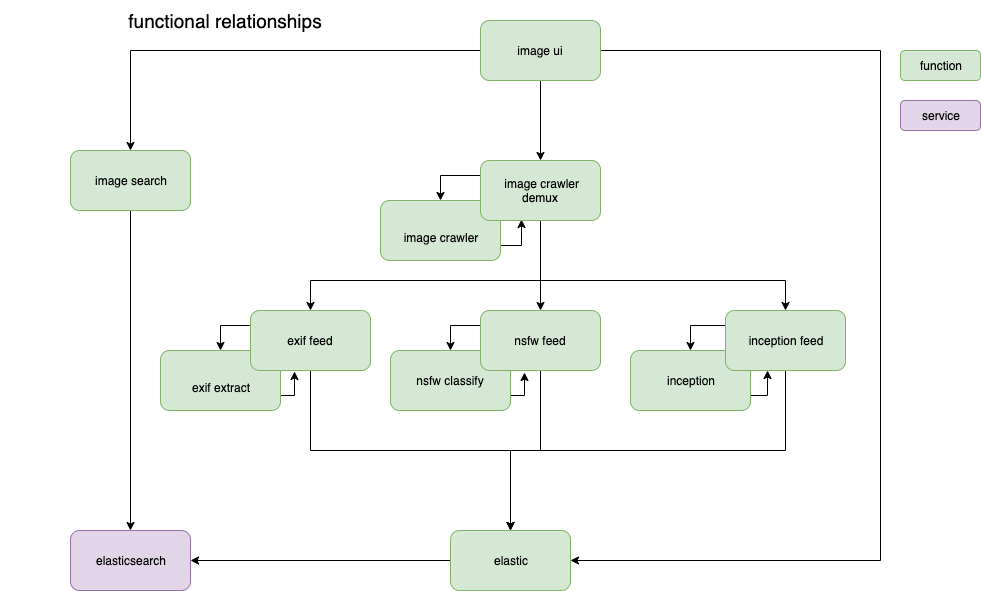 functional relationships
image ui
function
service
image search
image crawler
demux
image crawler
exif feed
nsfw feed
inception feed
exif extract
nsfw classify
inception
elasticsearch
elastic